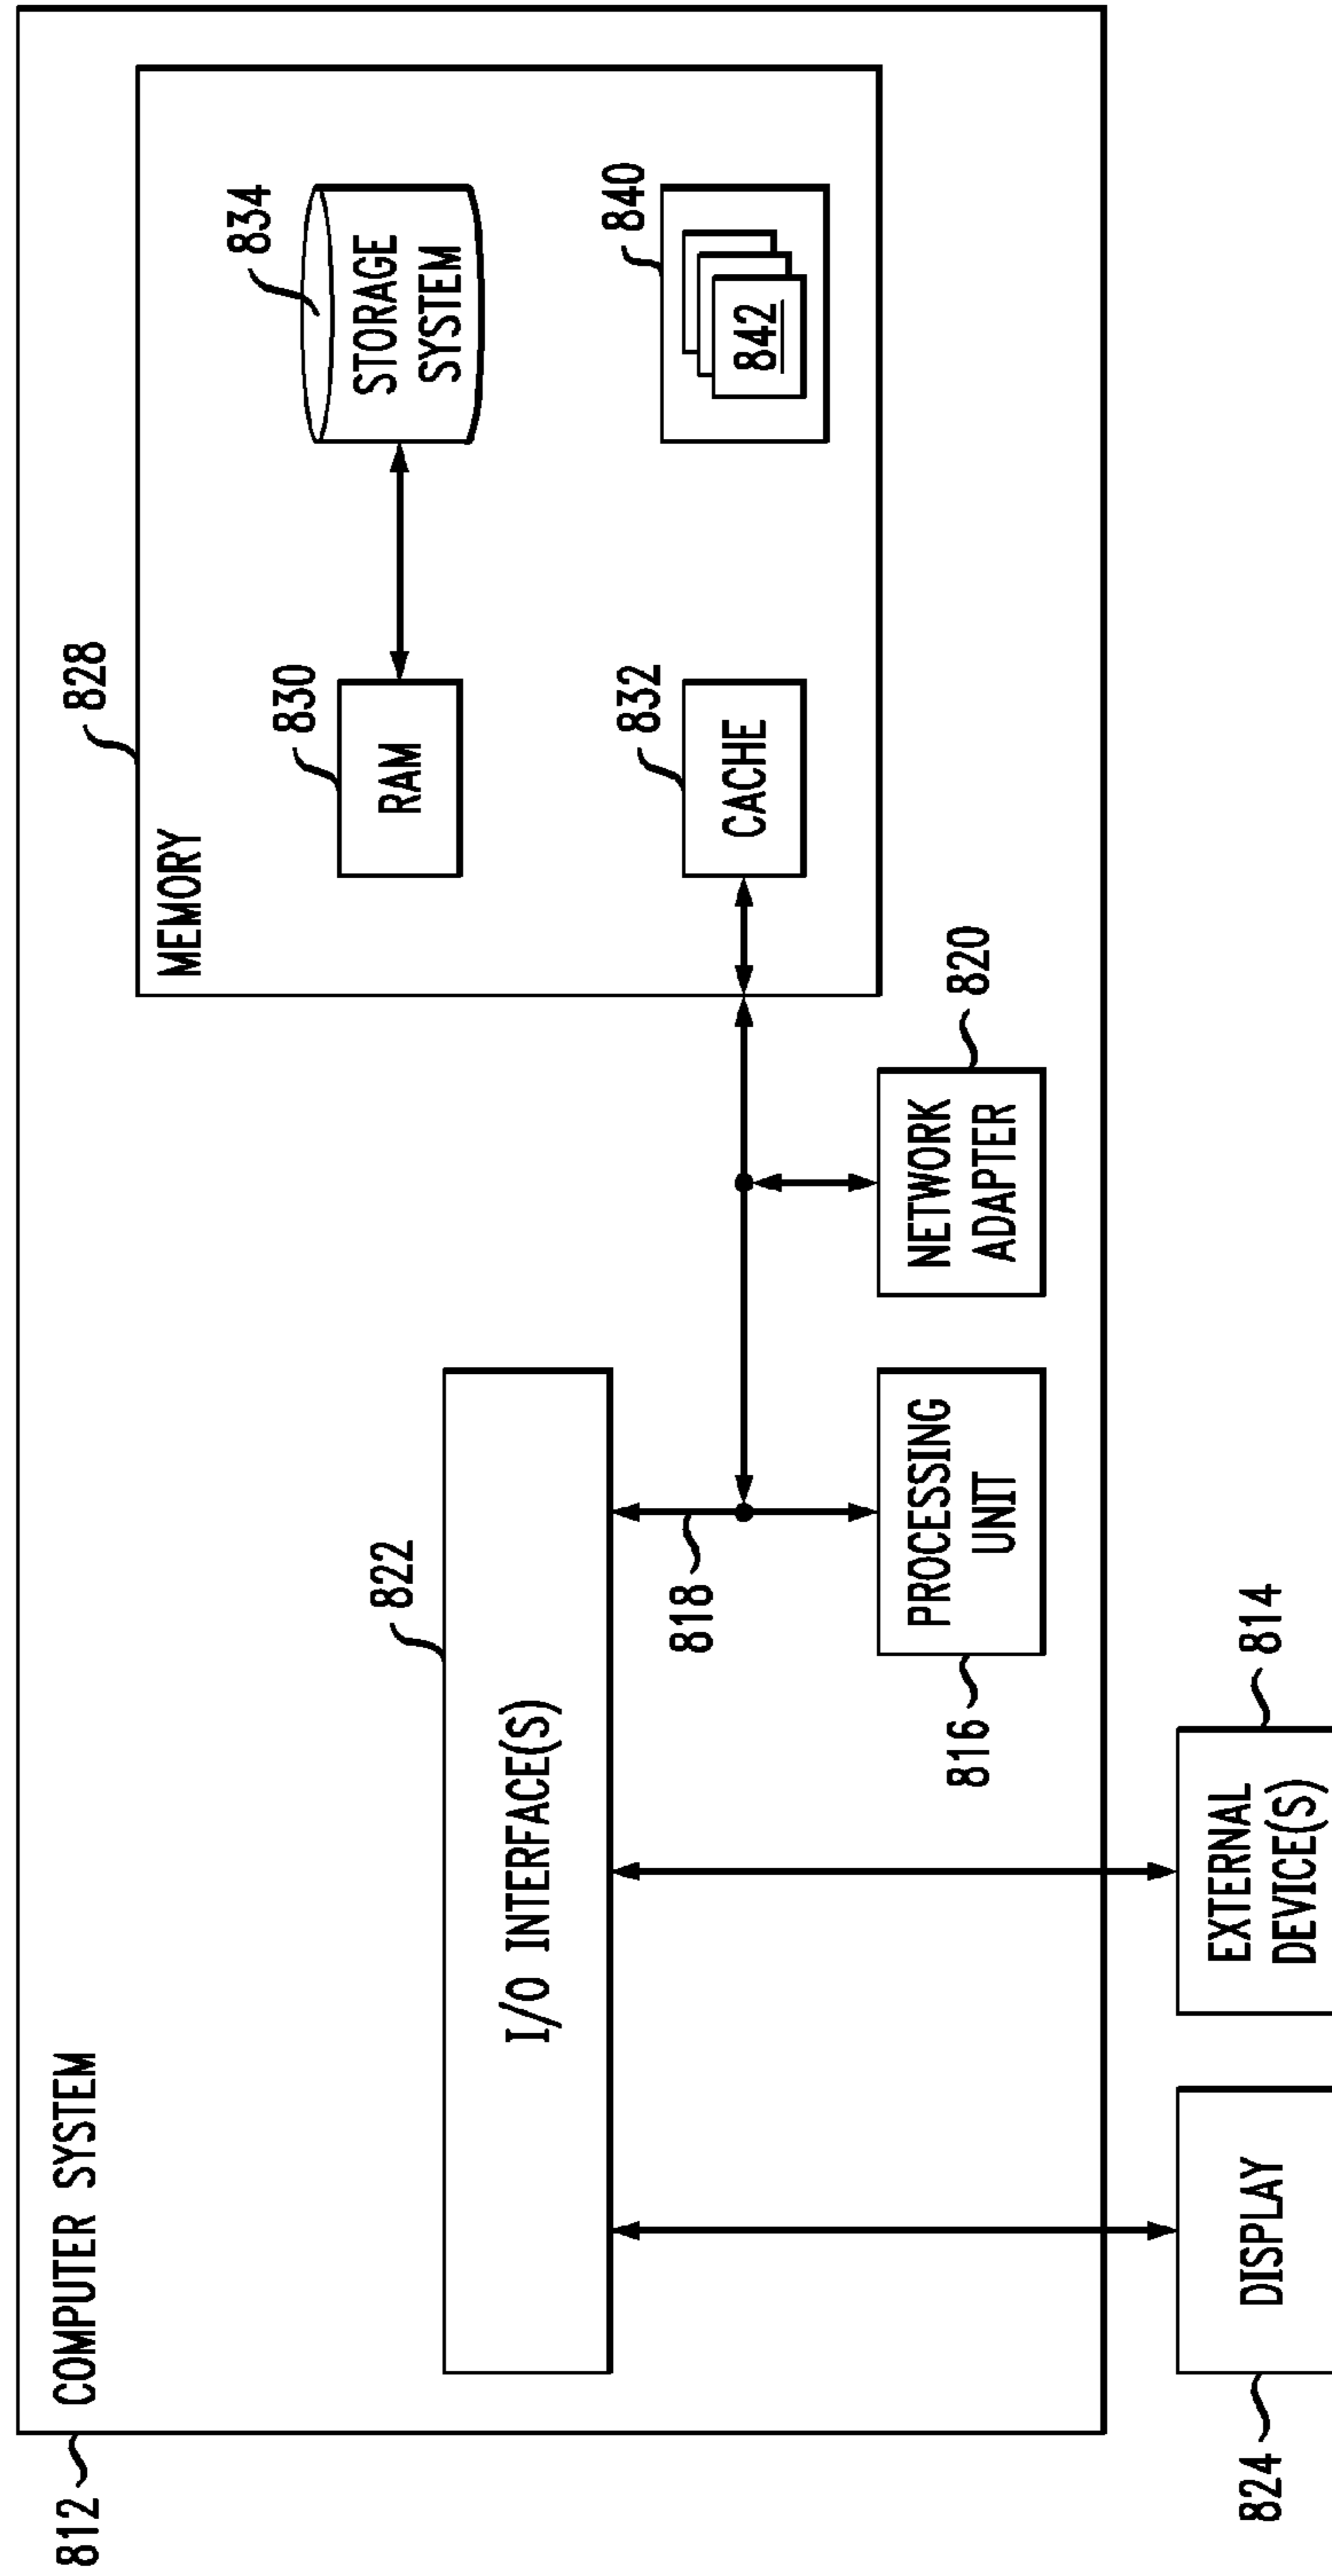 812
COMPUTER SYSTEM
828
MEMORY
830
RAM
834
STORAGE
SYSTEM
822
I/O INTERFACE(S)
832
CACHE
840
842
818
816
PROCESSING
UNIT
NETWORK
ADAPTER
820
824
DISPLAY
EXTERNAL
DEVICE(S)
814